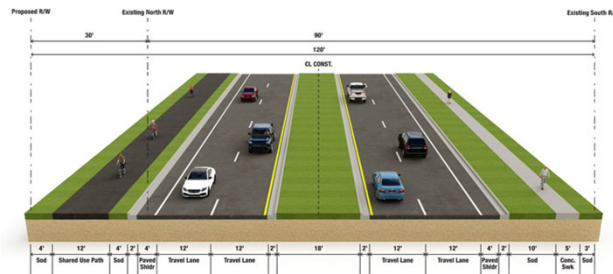 Proposed R/W
Existing North R/W
Existing South R/
30'
90'
120'
CL CONST.
4' 12' 4' 2' 4' 12' 12' 2' 18' 2' 12' 12' 4' 2' 10' 5' 3'
Sod Shared Use Path Sod Paved Shldr Travel Lane Travel Lane Travel Lane Travel Lane Paved Shldr Sod Conc. Swk Sod